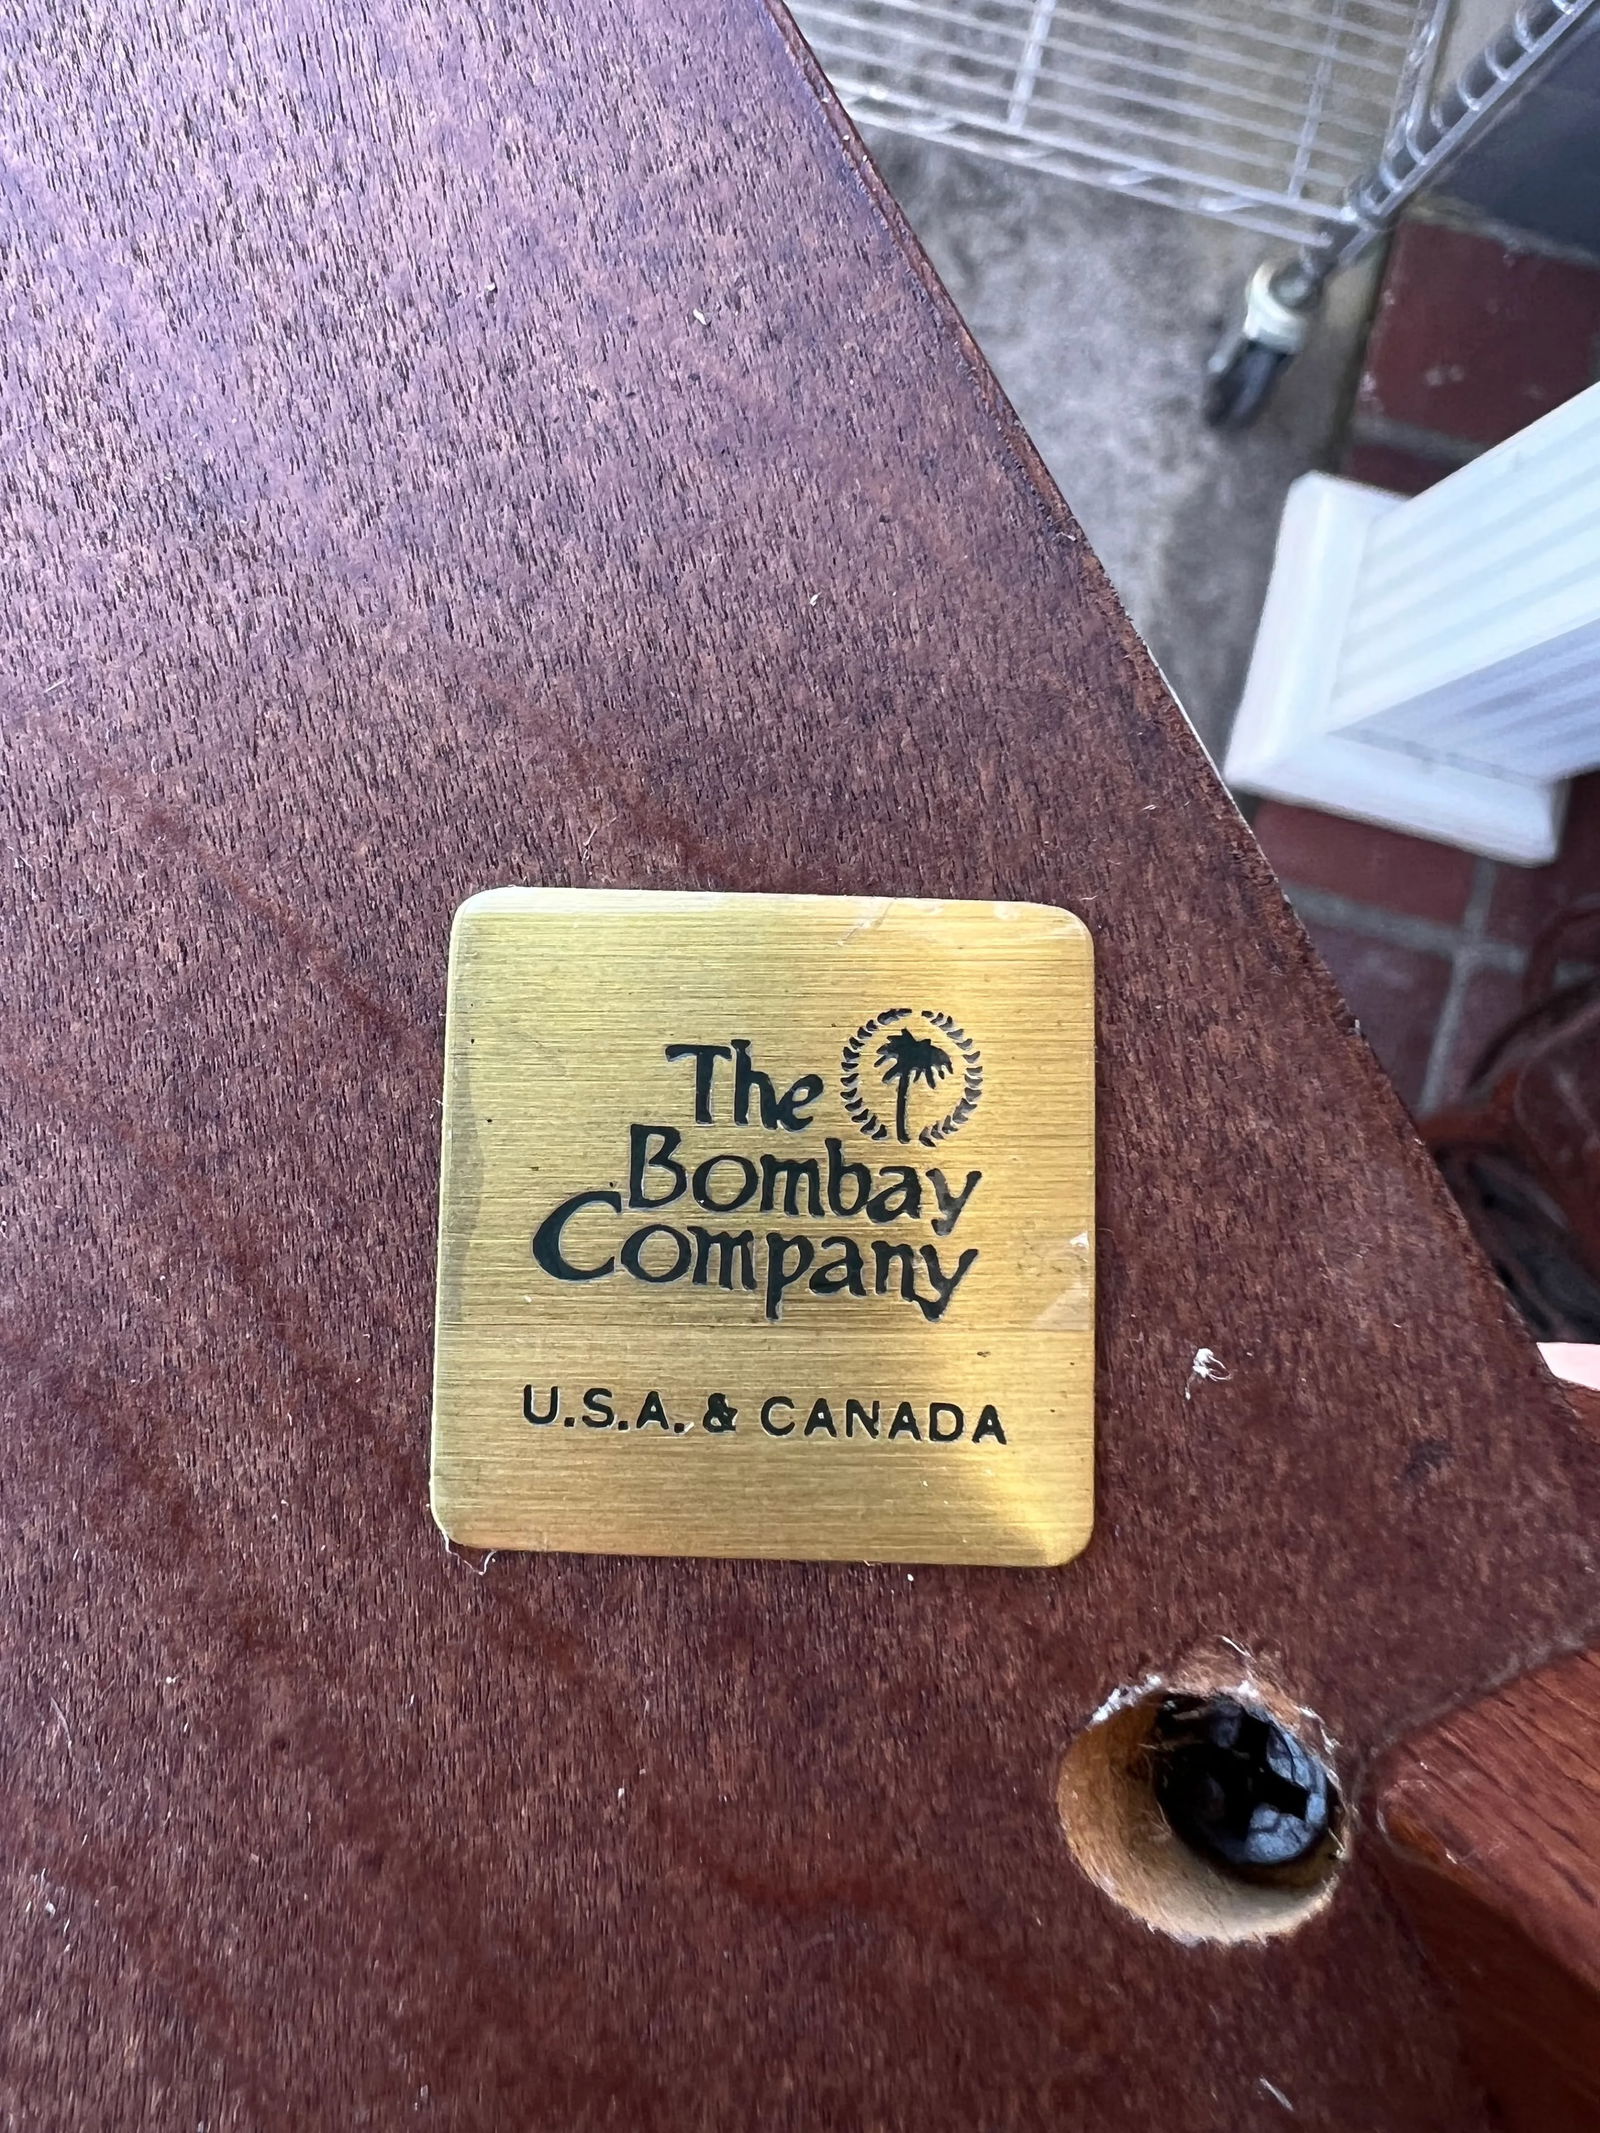 The
Bombay
Company
U.S.A. & CANADA